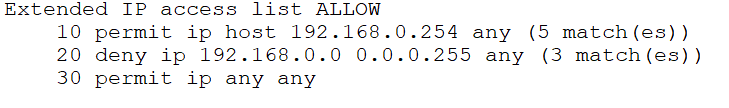 Extended IP access list ALLOW
    10 permit ip host 192.168.0.254 any (5 match(es))
    20 deny ip 192.168.0.0 0.0.0.255 any (3 match(es))
    30 permit ip any any